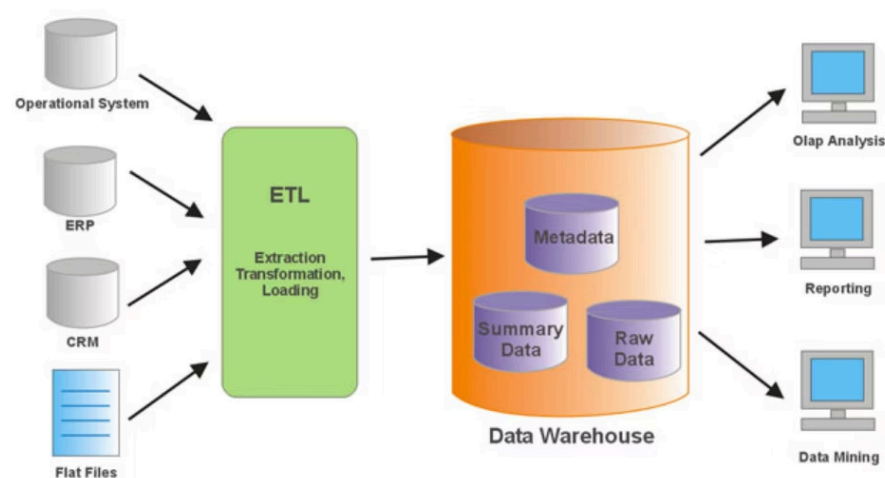 Operational System
ERP
CRM
Flat Files
ETL
Extraction
Transformation,
Loading
Metadata
Summary
Data
Raw
Data
Data Warehouse
Olap Analysis
Reporting
Data Mining